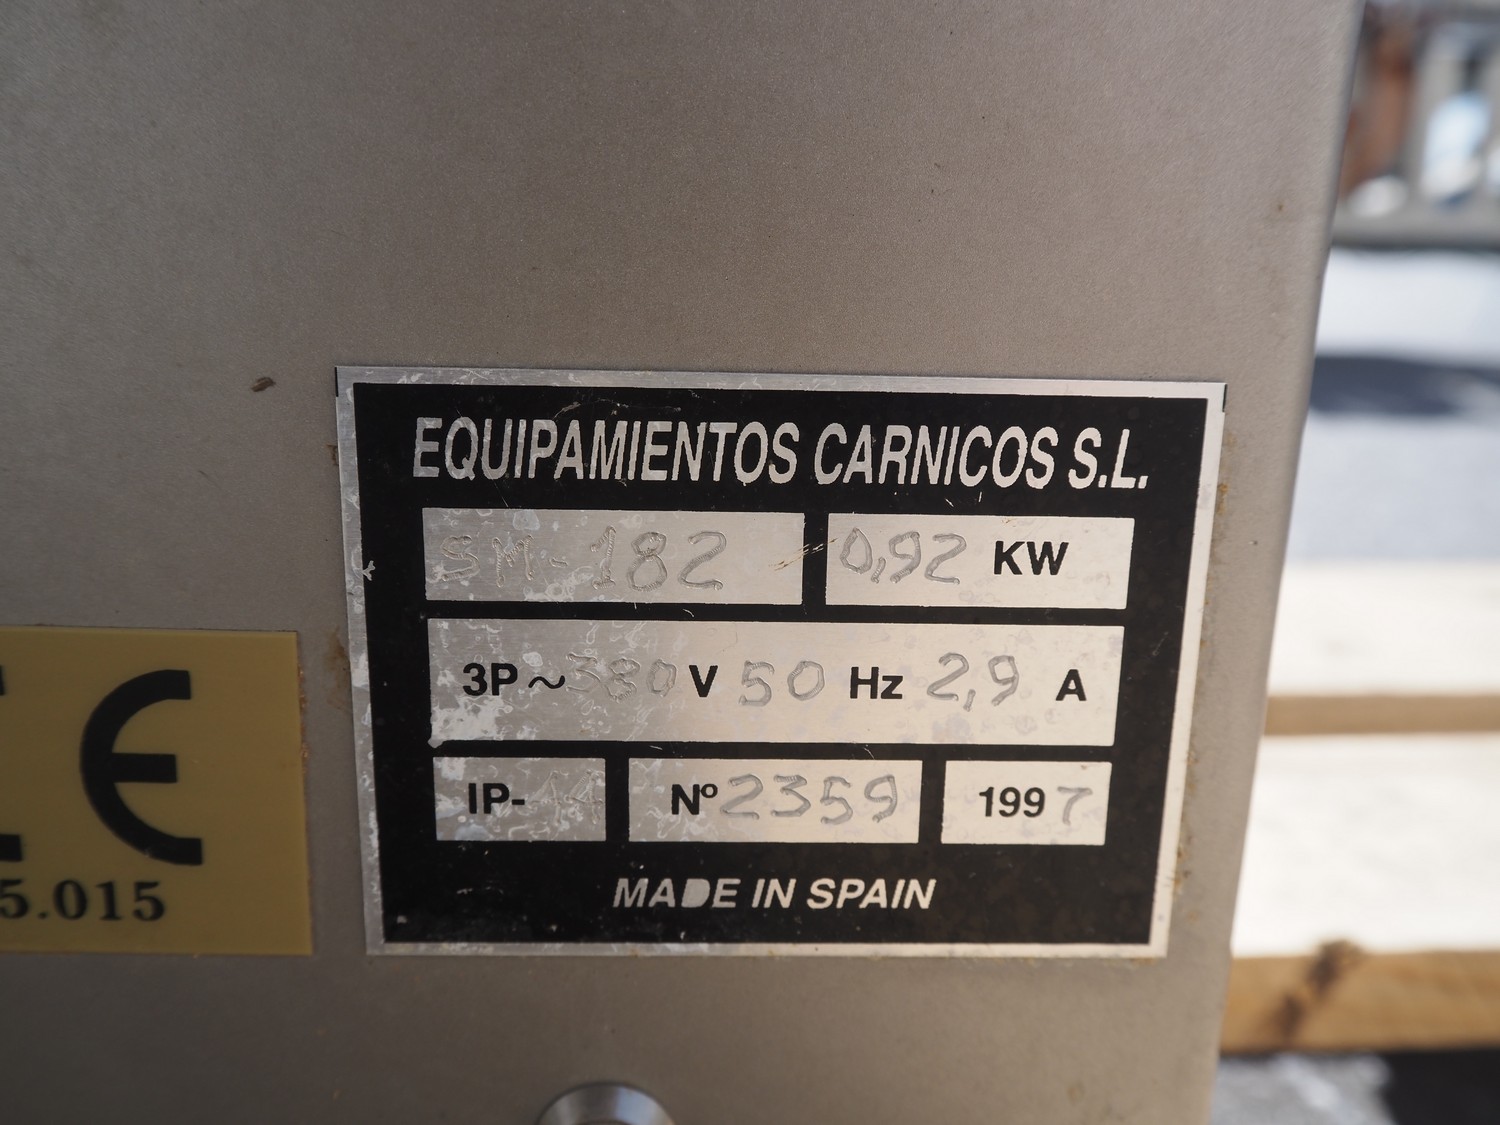 EQUIPAMIENTOS CARNICOS S.L.
SM-182 0,92 KW
3P~380 V 50 Hz 2,9 A
IP-44 Nº 2359 1997
MADE IN SPAIN
CE
5.015